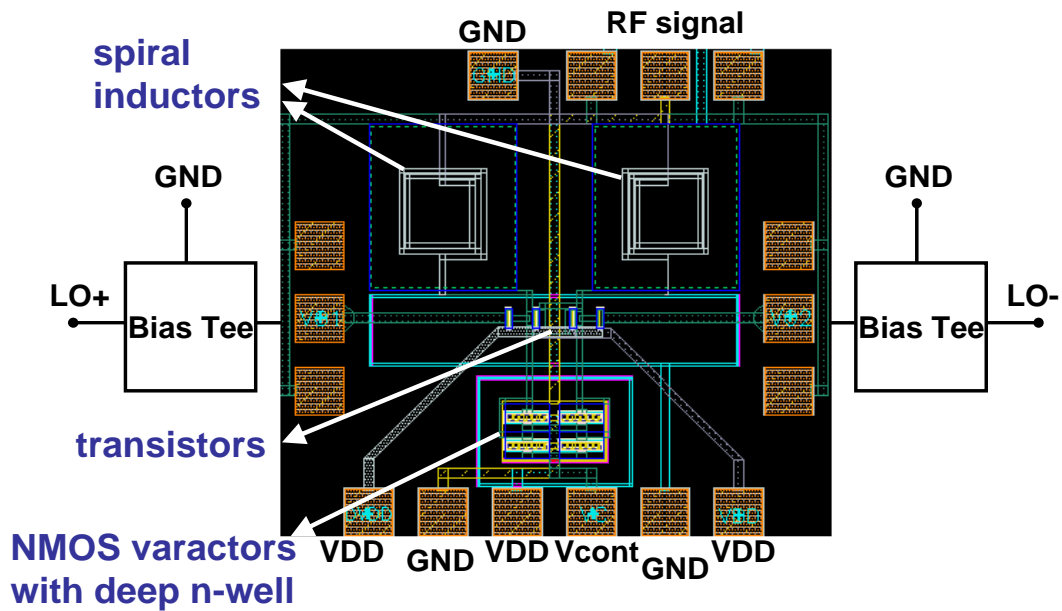 GND
RF signal
spiral
inductors
GND
GND
LO+
Bias Tee
Bias Tee
LO-
transistors
NMOS varactors
with deep n-well
VDD
GND
VDD
Vcont
GND
VDD